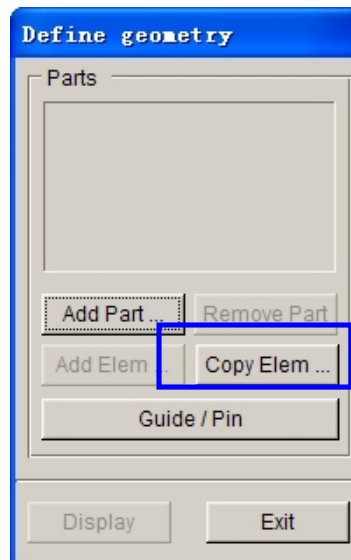 Define geometry
Parts
Add Part ...
Remove Part
Add Elem ...
Copy Elem ...
Guide / Pin
Display
Exit